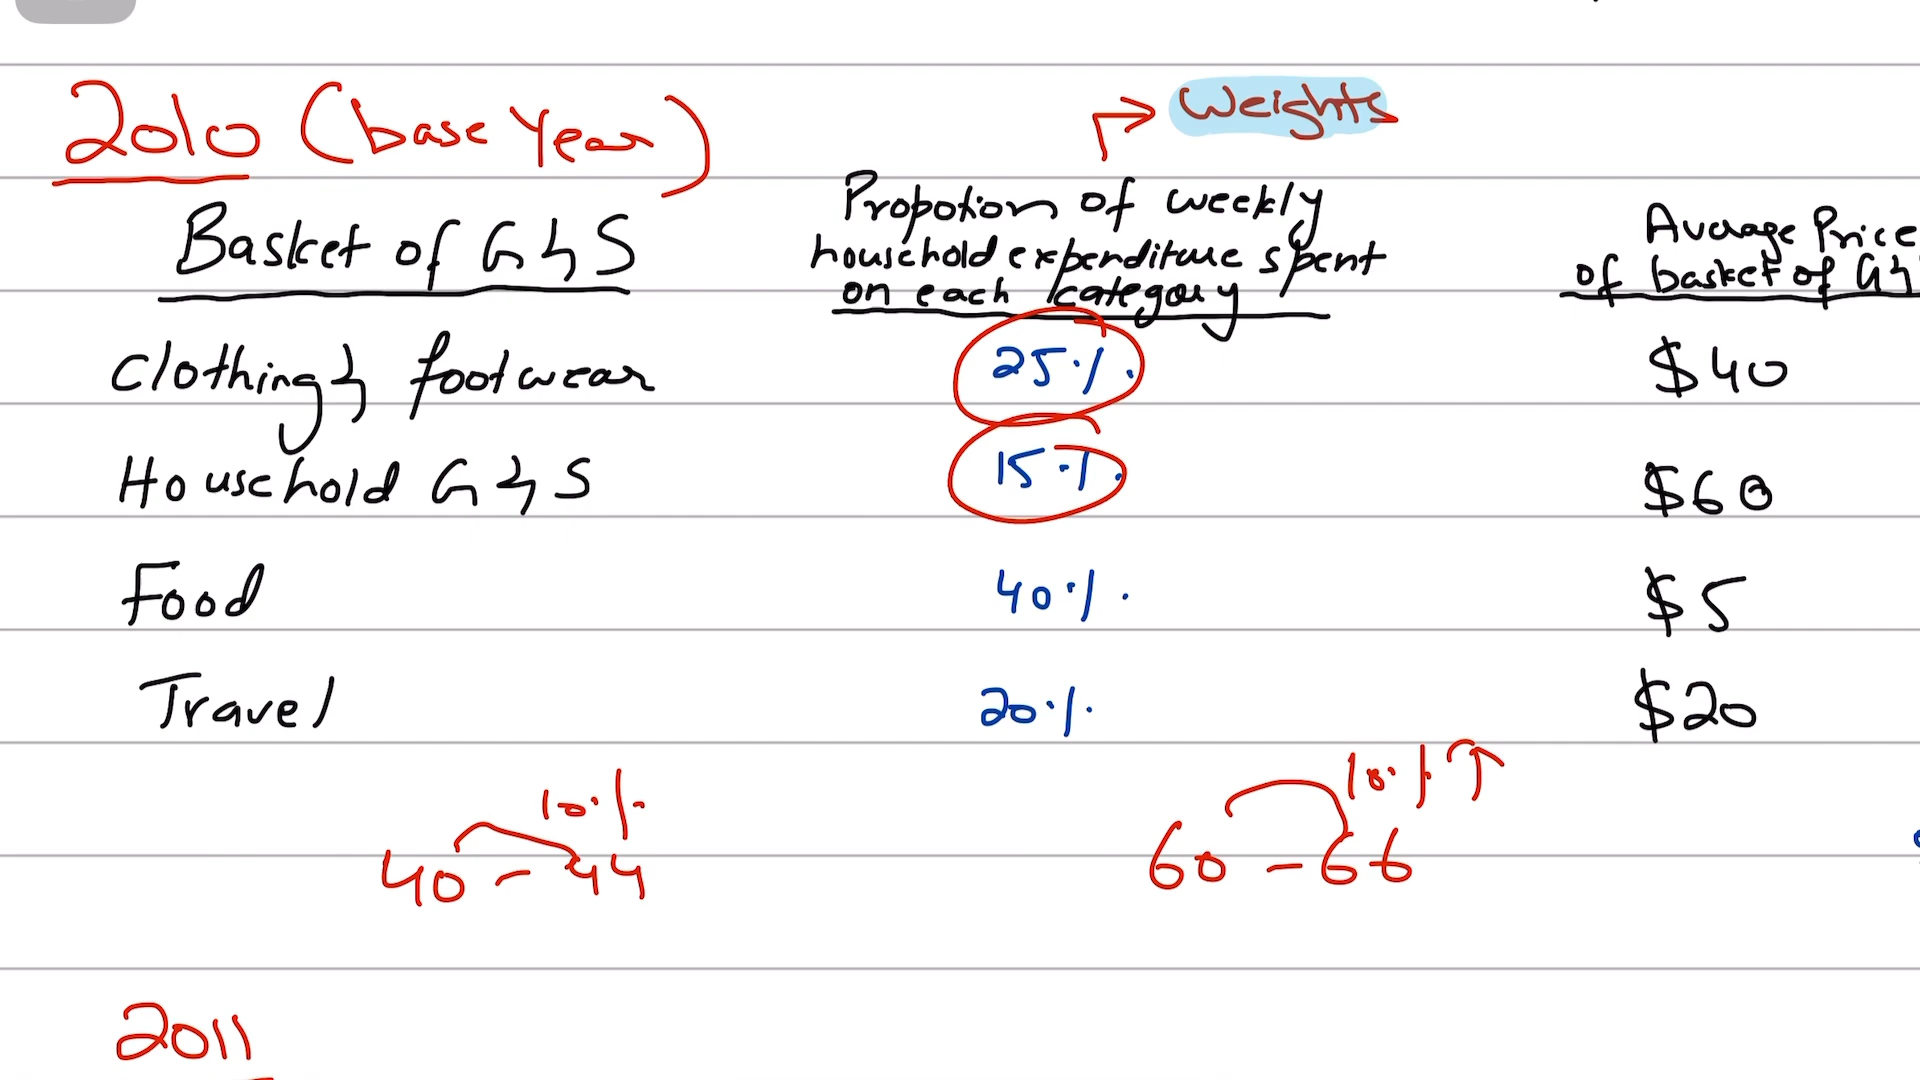 2010 (base Year)
Weights
Basket of G & S
Propotion of weekly
household expenditure spent
on each category
Average Price
of basket of G &
Clothing & footwear 25% $40
Household G & S 15% $60
Food 40% $5
Travel 20% $20
10% 10% ↑
40 - 44 60 - 66
2011